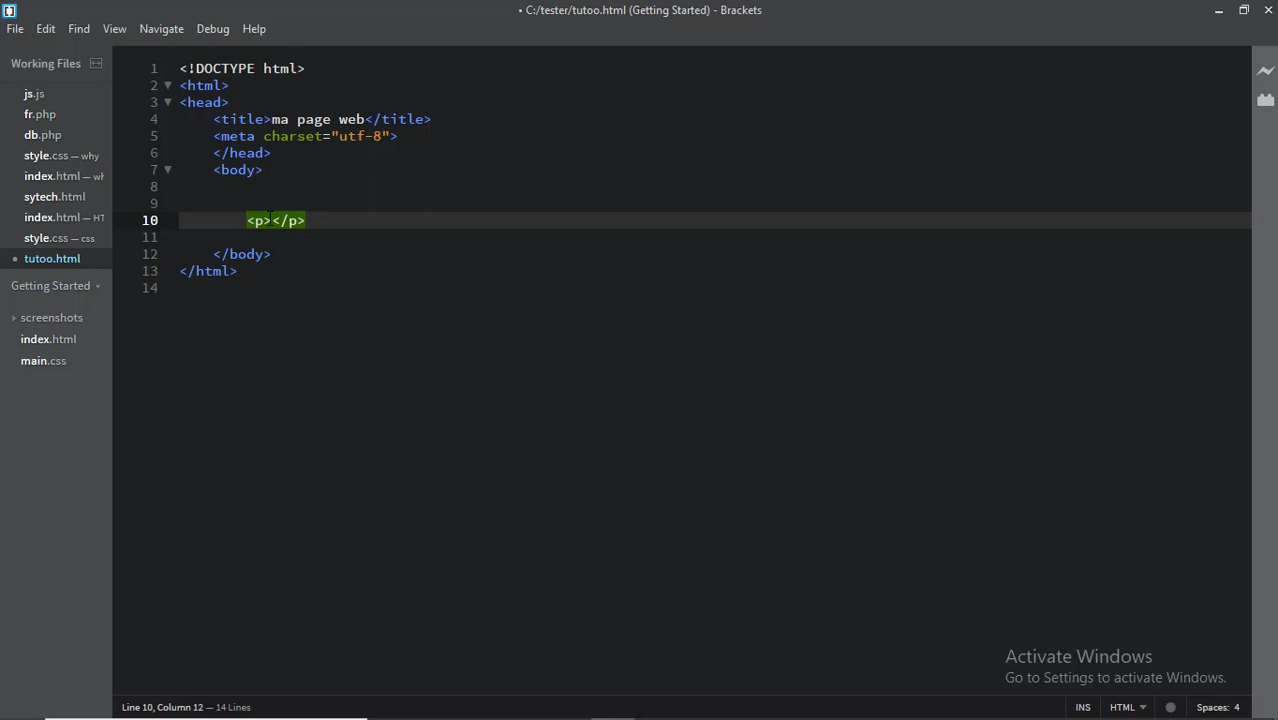 • C:/tester/tutoo.html (Getting Started) - Brackets
File Edit Find View Navigate Debug Help
Working Files
js.js
fr.php
db.php
style.css — why
index.html — wh
sytech.html
index.html — HT
style.css — css
• tutoo.html
Getting Started
screenshots
index.html
main.css
1 <!DOCTYPE html>
2 <html>
3 <head>
4 <title>ma page web</title>
5 <meta charset="utf-8">
6 </head>
7 <body>
8
9
10 <p></p>
11
12 </body>
13 </html>
14
Activate Windows
Go to Settings to activate Windows.
Line 10, Column 12 — 14 Lines
INS HTML Spaces: 4